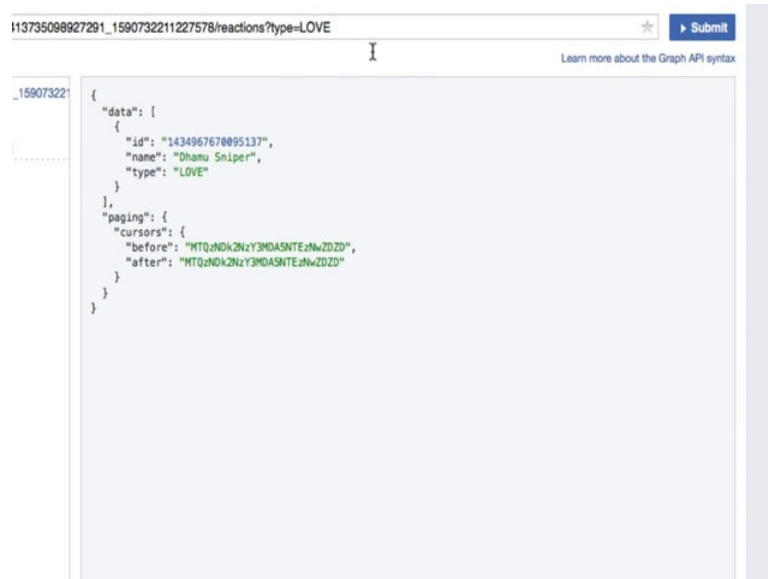 413735098927291_1590732211227578/reactions?type=LOVE
Submit
Learn more about the Graph API syntax
_159073221
{
"data": [
{
"id": "1434967670095137",
"name": "Dhamu Sniper",
"type": "LOVE"
}
],
"paging": {
"cursors": {
"before": "MTQzNDk2NzY3MDA5NTEzNwZDZD",
"after": "MTQzNDk2NzY3MDA5NTEzNwZDZD"
}
}
}